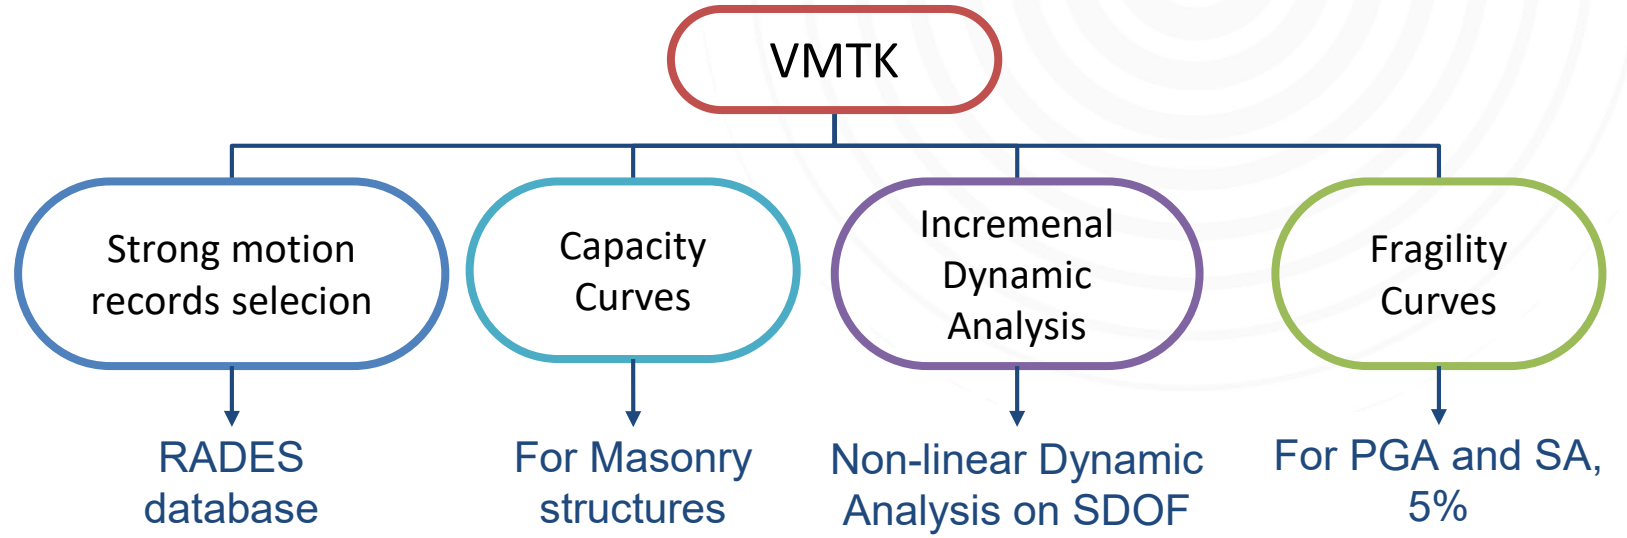 VMTK
Strong motion
records selecion
Capacity
Curves
Incremenal
Dynamic
Analysis
Fragility
Curves
RADES
database
For Masonry
structures
Non-linear Dynamic
Analysis on SDOF
For PGA and SA,
5%